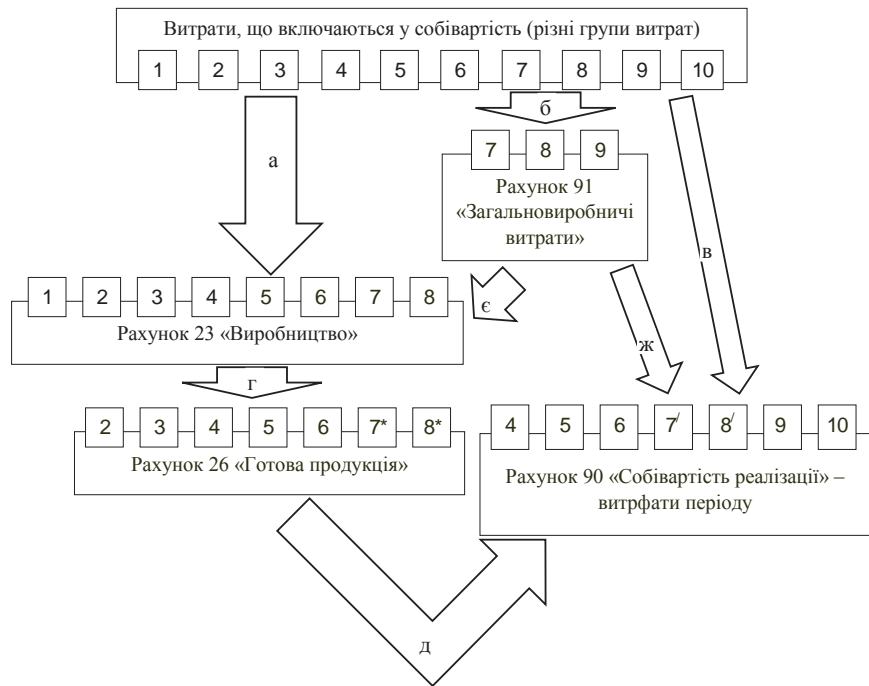 Витрати, що включаються у собівартість (різні групи витрат)
1 2 3 4 5 6 7 8 9 10
б
а
7 8 9
Рахунок 91
«Загальновиробничі
витрати»
в
1 2 3 4 5 6 7 8
є
Рахунок 23 «Виробництво»
ж
г
2 3 4 5 6 7* 8*
Рахунок 26 «Готова продукція»
4 5 6 7/ 8/ 9 10
Рахунок 90 «Собівартість реалізації» –
витрфати періоду
д